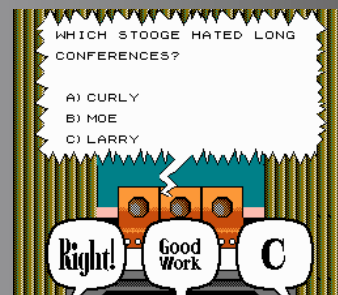 WHICH STOOGE HATED LONG
CONFERENCES?
A) CURLY
B) MOE
C) LARRY
Right!
Good
Work
C